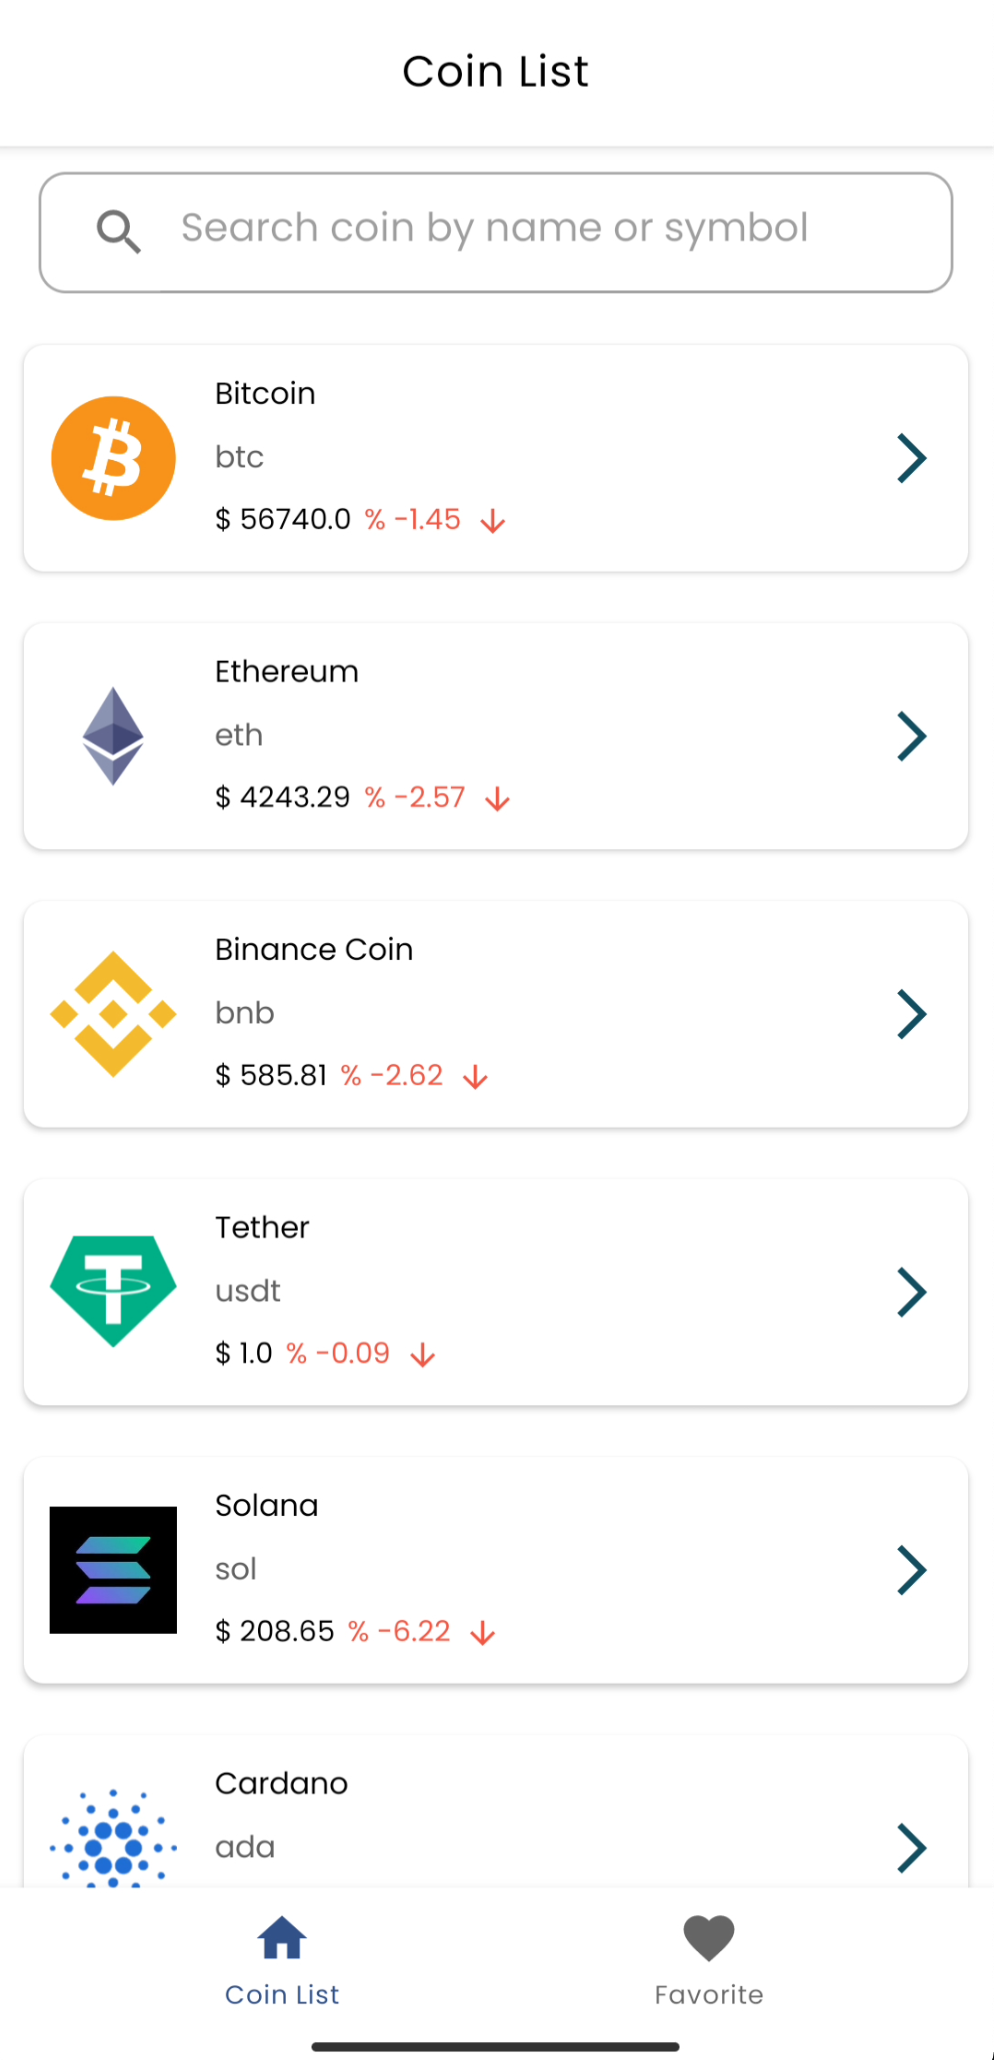 Coin List
Search coin by name or symbol
Bitcoin
btc
$ 56740.0 % -1.45
Ethereum
eth
$ 4243.29 % -2.57
Binance Coin
bnb
$ 585.81 % -2.62
Tether
usdt
$ 1.0 % -0.09
Solana
sol
$ 208.65 % -6.22
Cardano
ada
Coin List Favorite